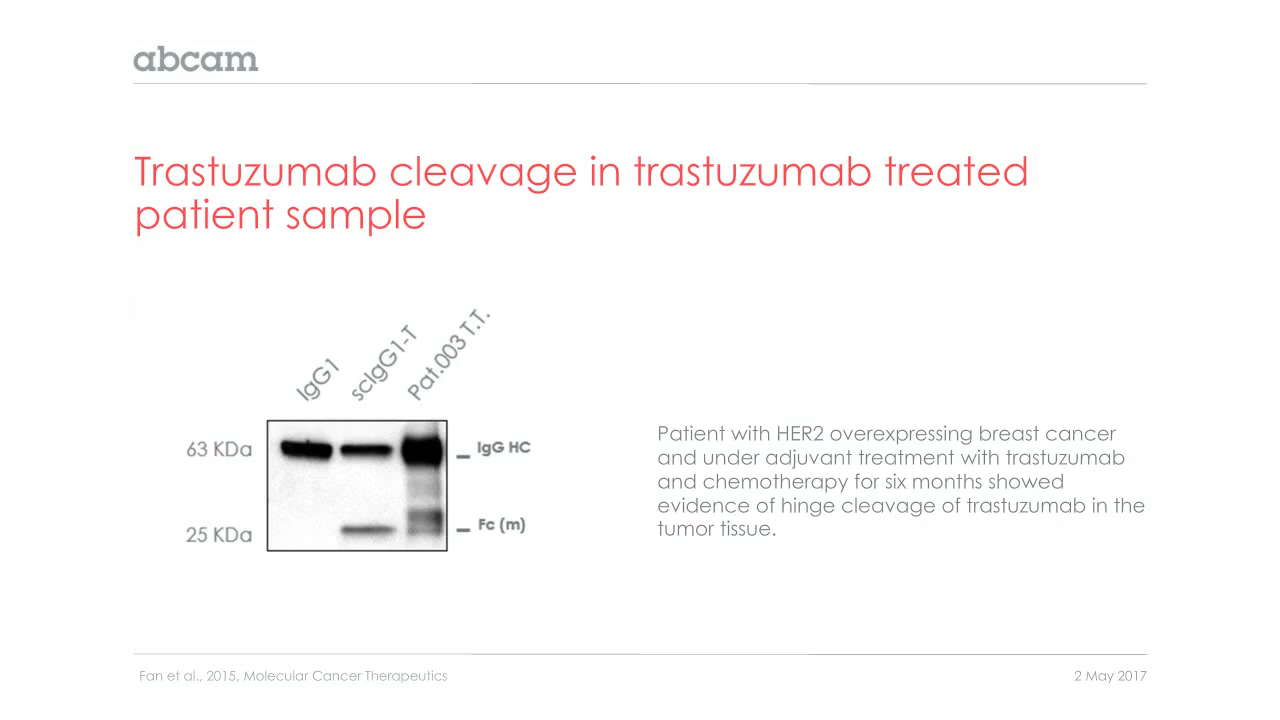 abcam
Trastuzumab cleavage in trastuzumab treated
patient sample
IgG1
scIgG1-T
Pat.003 T.T.
63 KDa
IgG HC
25 KDa
Fc (m)
Patient with HER2 overexpressing breast cancer
and under adjuvant treatment with trastuzumab
and chemotherapy for six months showed
evidence of hinge cleavage of trastuzumab in the
tumor tissue.
Fan et al., 2015, Molecular Cancer Therapeutics
2 May 2017